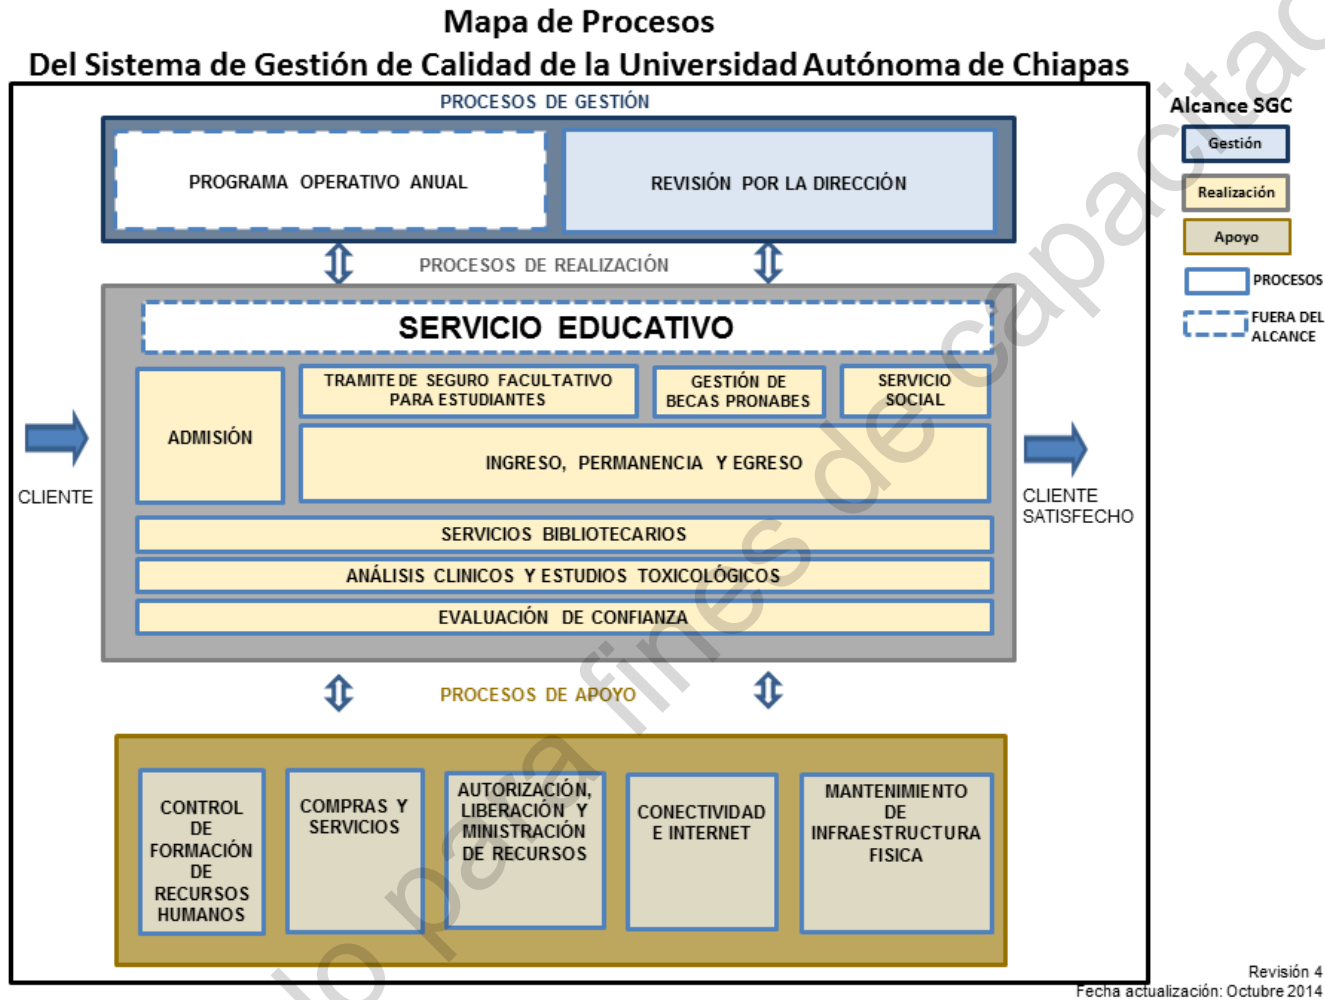 Mapa de Procesos
Del Sistema de Gestión de Calidad de la Universidad Autónoma de Chiapas
PROCESOS DE GESTIÓN
PROGRAMA OPERATIVO ANUAL
REVISIÓN POR LA DIRECCIÓN
PROCESOS DE REALIZACIÓN
SERVICIO EDUCATIVO
ADMISIÓN
TRAMITE DE SEGURO FACULTATIVO
PARA ESTUDIANTES
GESTIÓN DE
BECAS PRONABES
SERVICIO
SOCIAL
INGRESO, PERMANENCIA Y EGRESO
SERVICIOS BIBLIOTECARIOS
ANÁLISIS CLINICOS Y ESTUDIOS TOXICOLÓGICOS
EVALUACIÓN DE CONFIANZA
CLIENTE
CLIENTE
SATISFECHO
PROCESOS DE APOYO
CONTROL
DE
FORMACIÓN
DE
RECURSOS
HUMANOS
COMPRAS Y
SERVICIOS
AUTORIZACIÓN,
LIBERACIÓN Y
MINISTRACIÓN
DE RECURSOS
CONECTIVIDAD
E INTERNET
MANTENIMIENTO
DE
INFRAESTRUCTURA
FISICA
Alcance SGC
Gestión
Realización
Apoyo
PROCESOS
FUERA DEL
ALCANCE
Revisión 4
Fecha actualización: Octubre 2014
para fines de